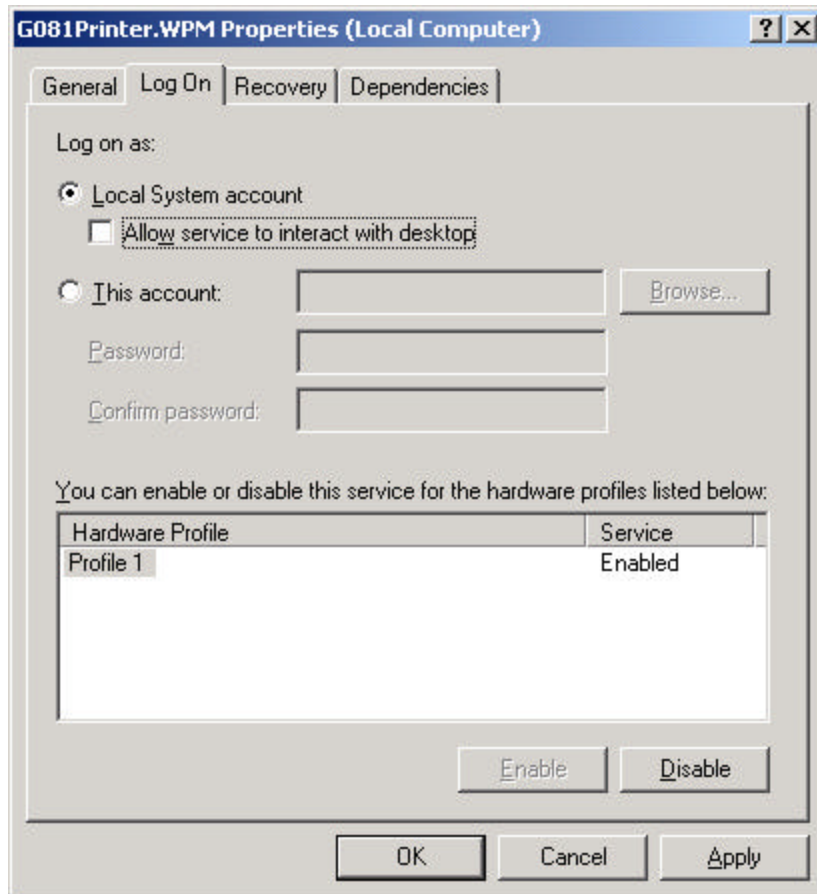 G081Printer.WPM Properties (Local Computer)
General Log On Recovery Dependencies
Log on as:
Local System account
Allow service to interact with desktop
This account: Browse...
Password:
Confirm password:
You can enable or disable this service for the hardware profiles listed below:
Hardware Profile Service
Profile 1 Enabled
Enable Disable
OK Cancel Apply